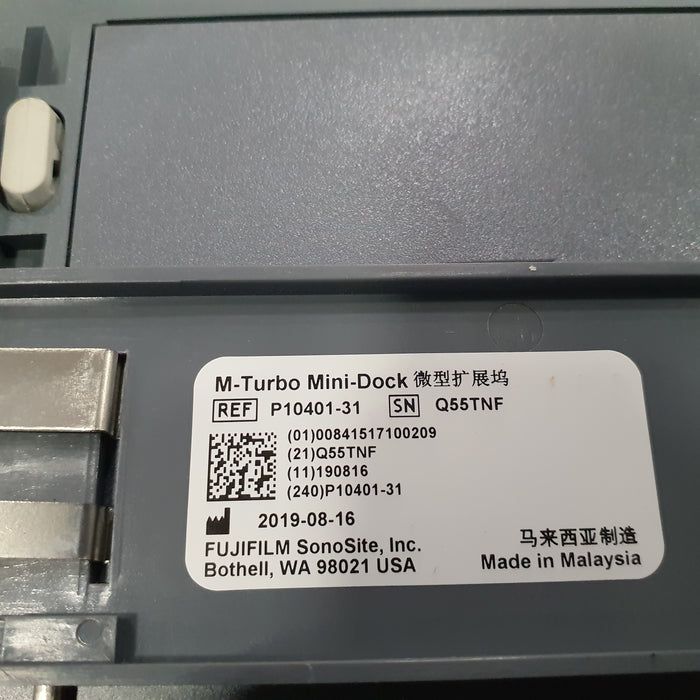 M-Turbo Mini-Dock 微型扩展坞
REF P10401-31 SN Q55TNF
(01)00841517100209
(21)Q55TNF
(11)190816
(240)P10401-31
2019-08-16
FUJIFILM SonoSite, Inc.
Bothell, WA 98021 USA
马来西亚制造
Made in Malaysia